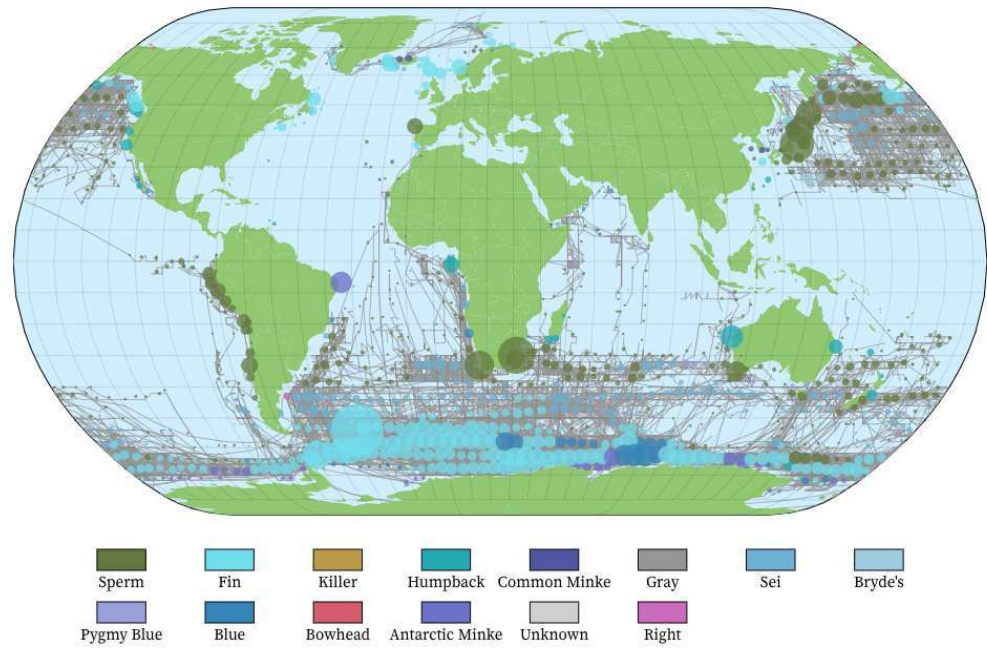 Sperm Fin Killer Humpback Common Minke Gray Sei Bryde's
Pygmy Blue Blue Bowhead Antarctic Minke Unknown Right